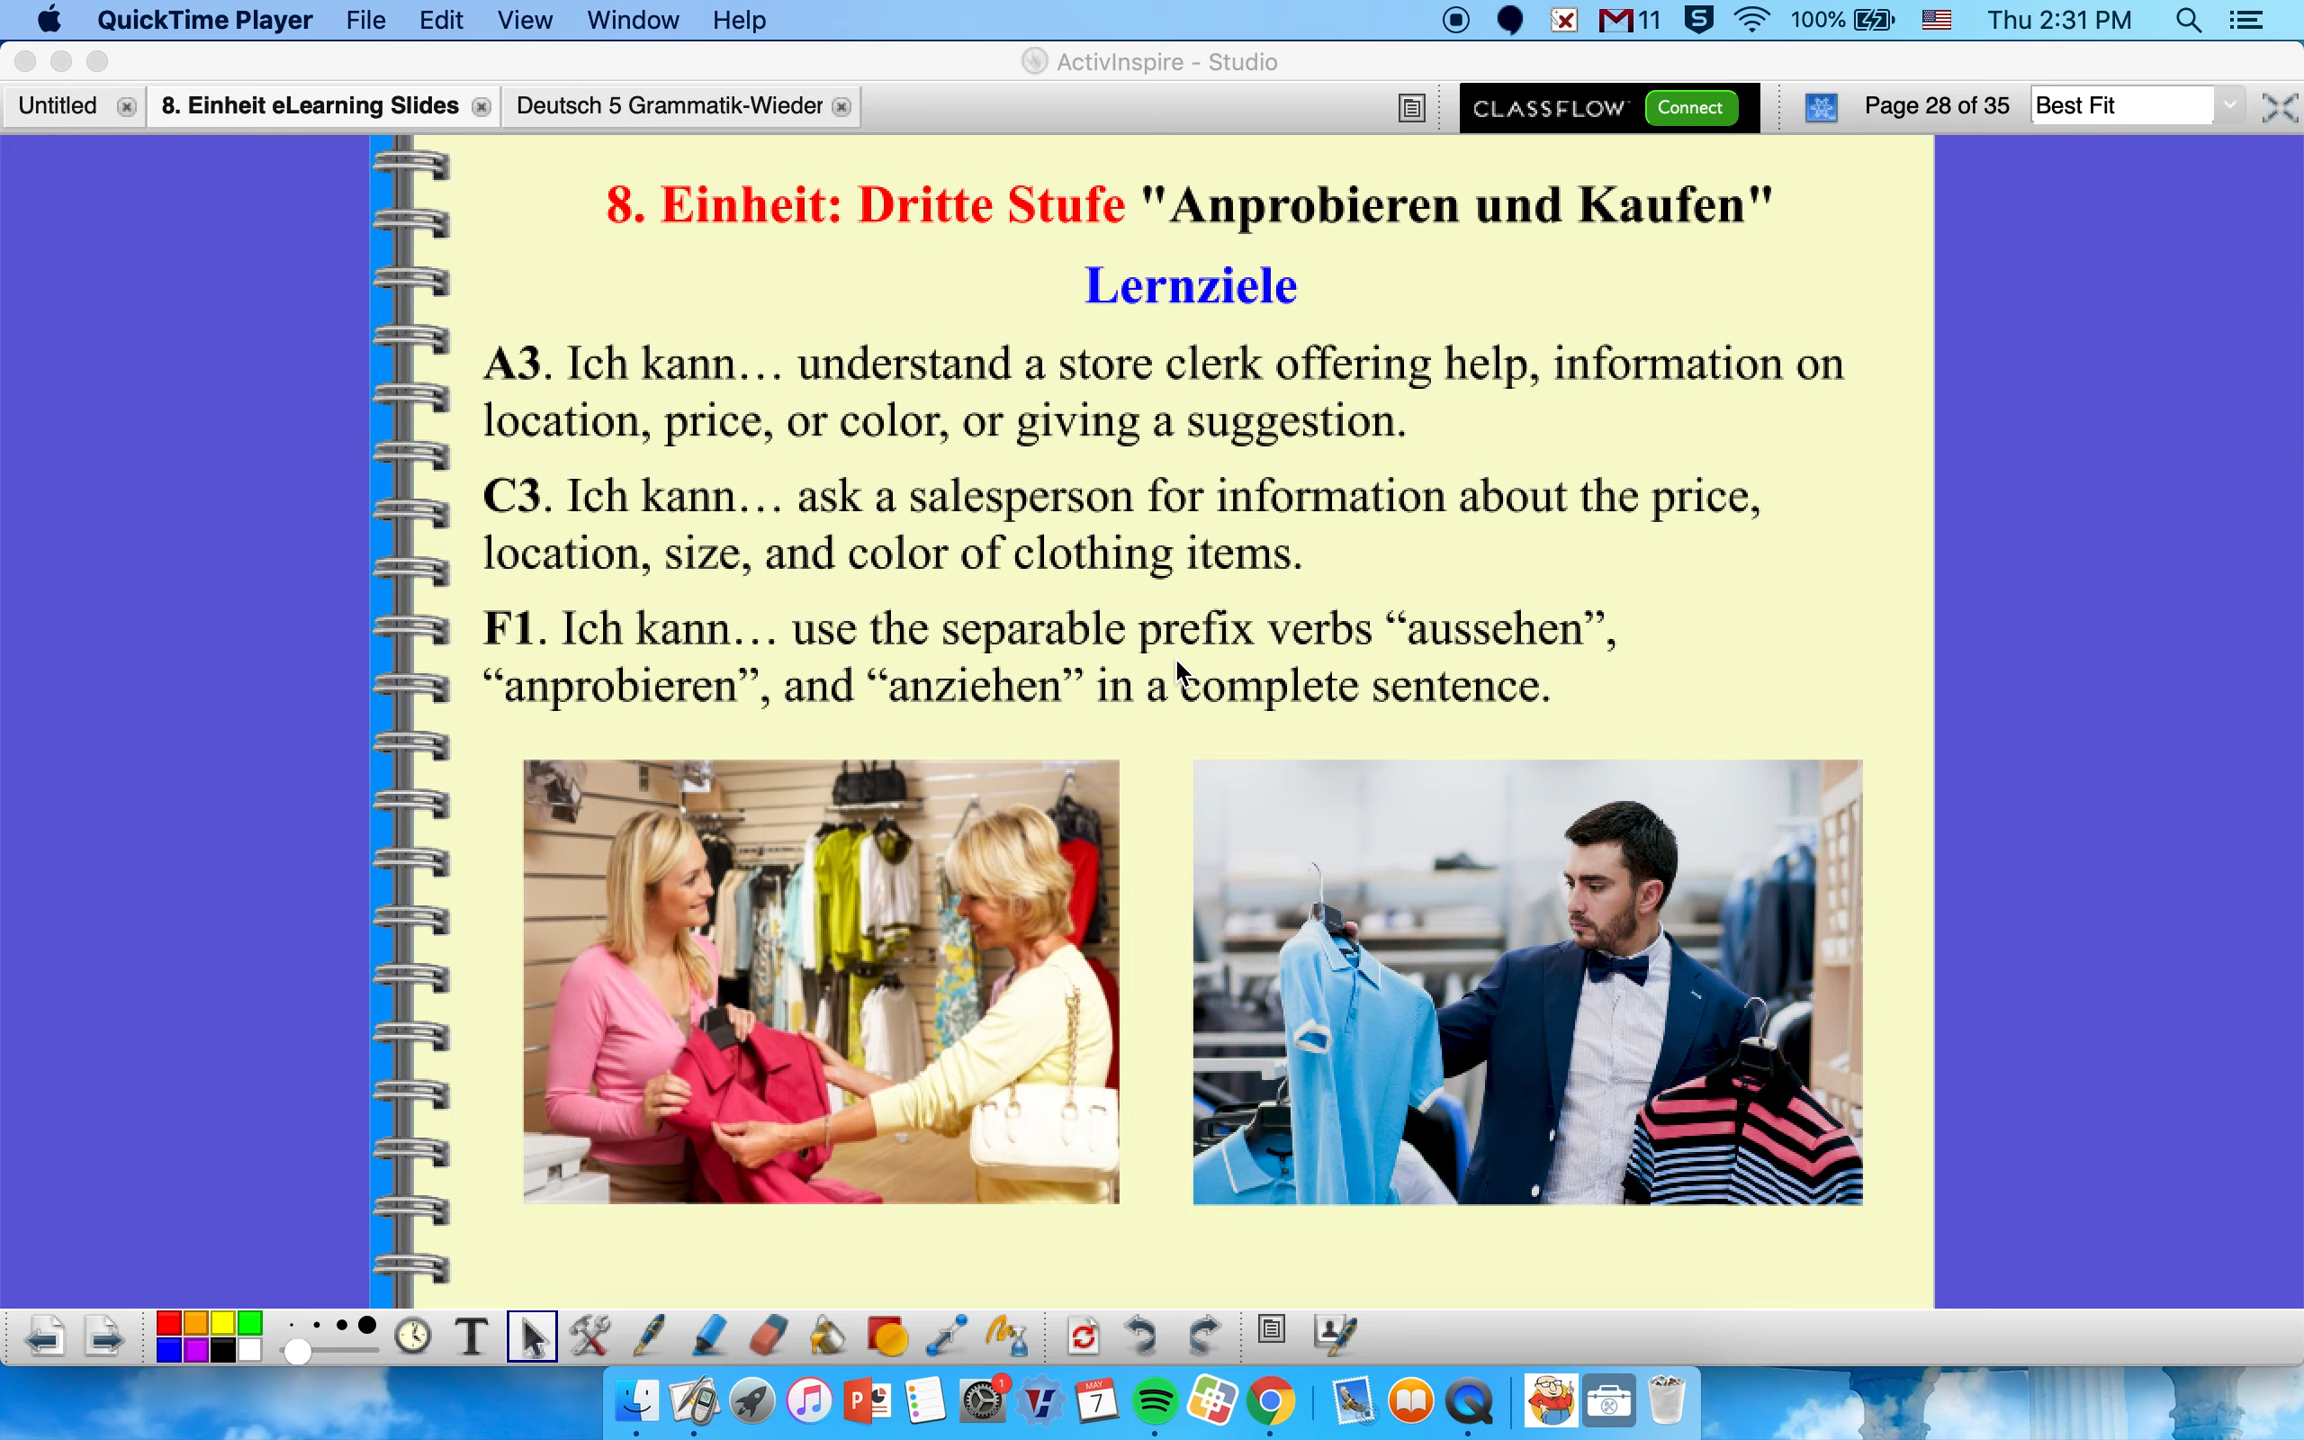 QuickTime Player File Edit View Window Help 11 100% Thu 2:31 PM
ActivInspire - Studio
Untitled 8. Einheit eLearning Slides Deutsch 5 Grammatik-Wieder CLASSFLOW Connect Page 28 of 35 Best Fit
8. Einheit: Dritte Stufe "Anprobieren und Kaufen"
Lernziele
A3. Ich kann… understand a store clerk offering help, information on
location, price, or color, or giving a suggestion.
C3. Ich kann… ask a salesperson for information about the price,
location, size, and color of clothing items.
F1. Ich kann… use the separable prefix verbs “aussehen”,
“anprobieren”, and “anziehen” in a complete sentence.
T
MAY
7
1